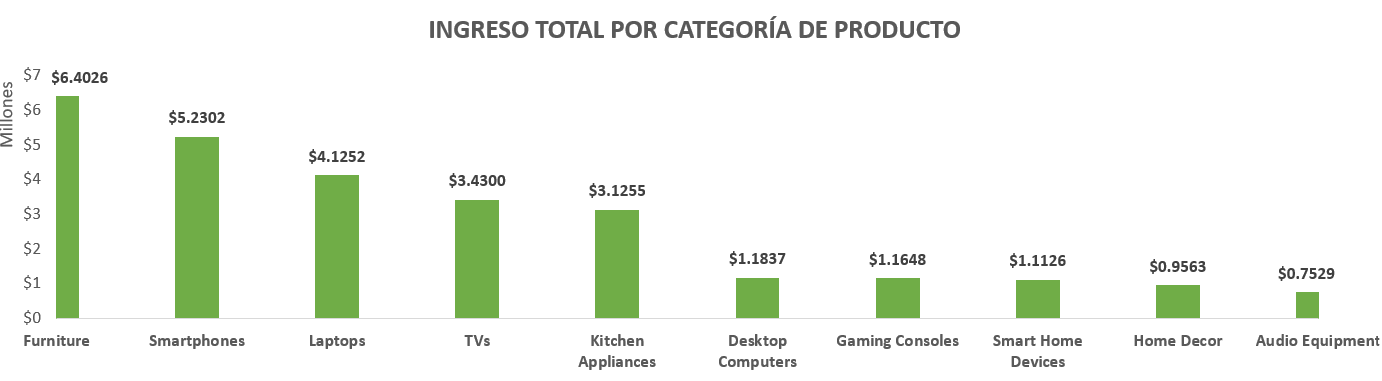 INGRESO TOTAL POR CATEGORÍA DE PRODUCTO
Millones
$7
$6
$5
$4
$3
$2
$1
$0
$6.4026
$5.2302
$4.1252
$3.4300
$3.1255
$1.1837
$1.1648
$1.1126
$0.9563
$0.7529
Furniture
Smartphones
Laptops
TVs
Kitchen
Appliances
Desktop
Computers
Gaming Consoles
Smart Home
Devices
Home Decor
Audio Equipment